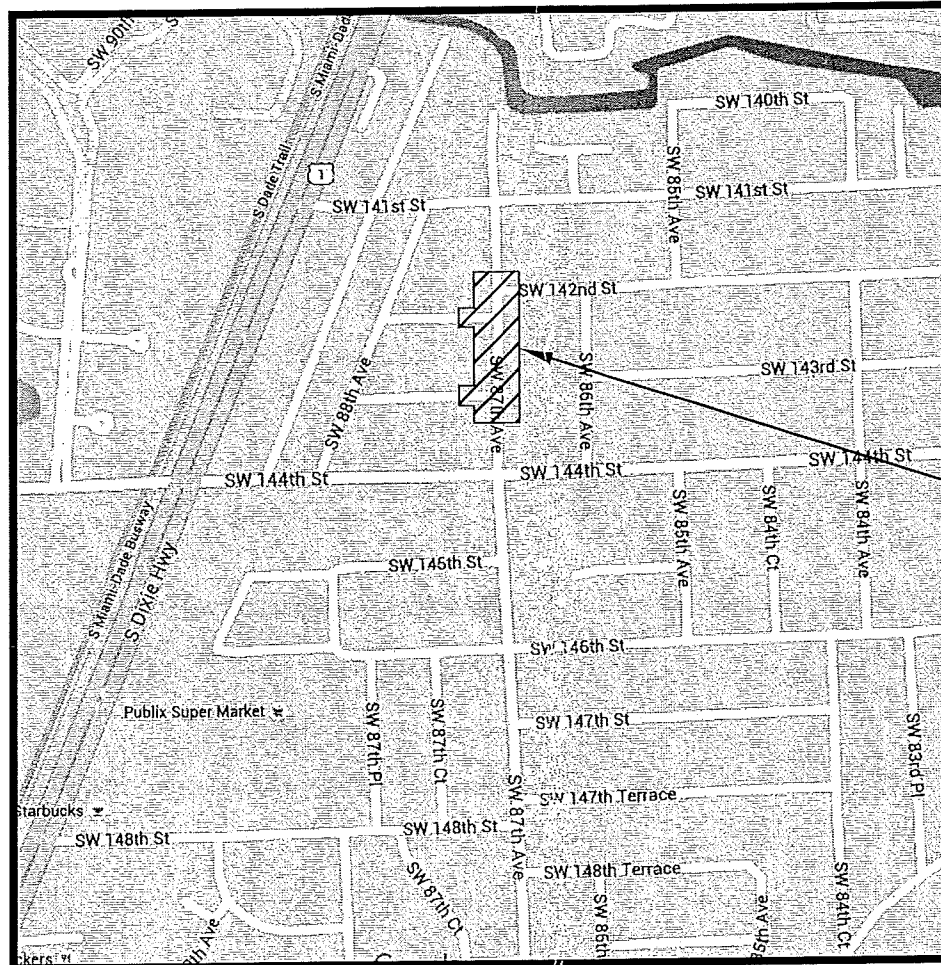 SW 90th
S
S Miami-Dad
SW 140th St
S Dade Trail
1
SW 85th Ave
SW 141st St
SW 141st St
SW 142nd St
SW 88th Ave
SW 87th Ave
SW 86th Ave
SW 143rd St
SW 144th St
SW 144th St
SW 144th St
S Miami-Dade Busway
S Dixie Hwy
SW 85th Ave
SW 84th Ct
SW 84th Ave
SW 145th St
SW 146th St
Publix Super Market
SW 87th Pl
SW 87th Ct
SW 147th St
SW 83rd Pl
SW 87th Ave
SW 147th Terrace
Starbucks
SW 148th St
SW 148th St
SW 148th Terrace
SW 87th Ct
SW 86th
SW 84th Ct
th Ave
ckers